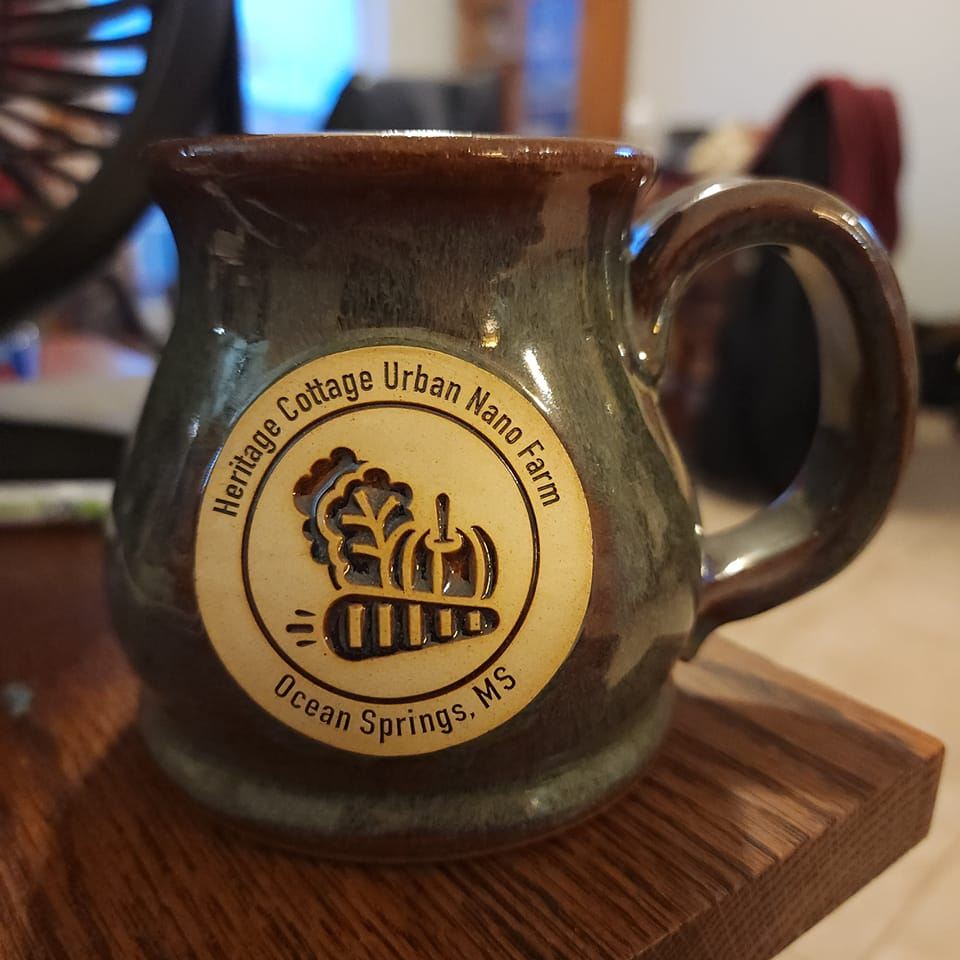 Heritage Cottage Urban Nano Farm
Ocean Springs, MS